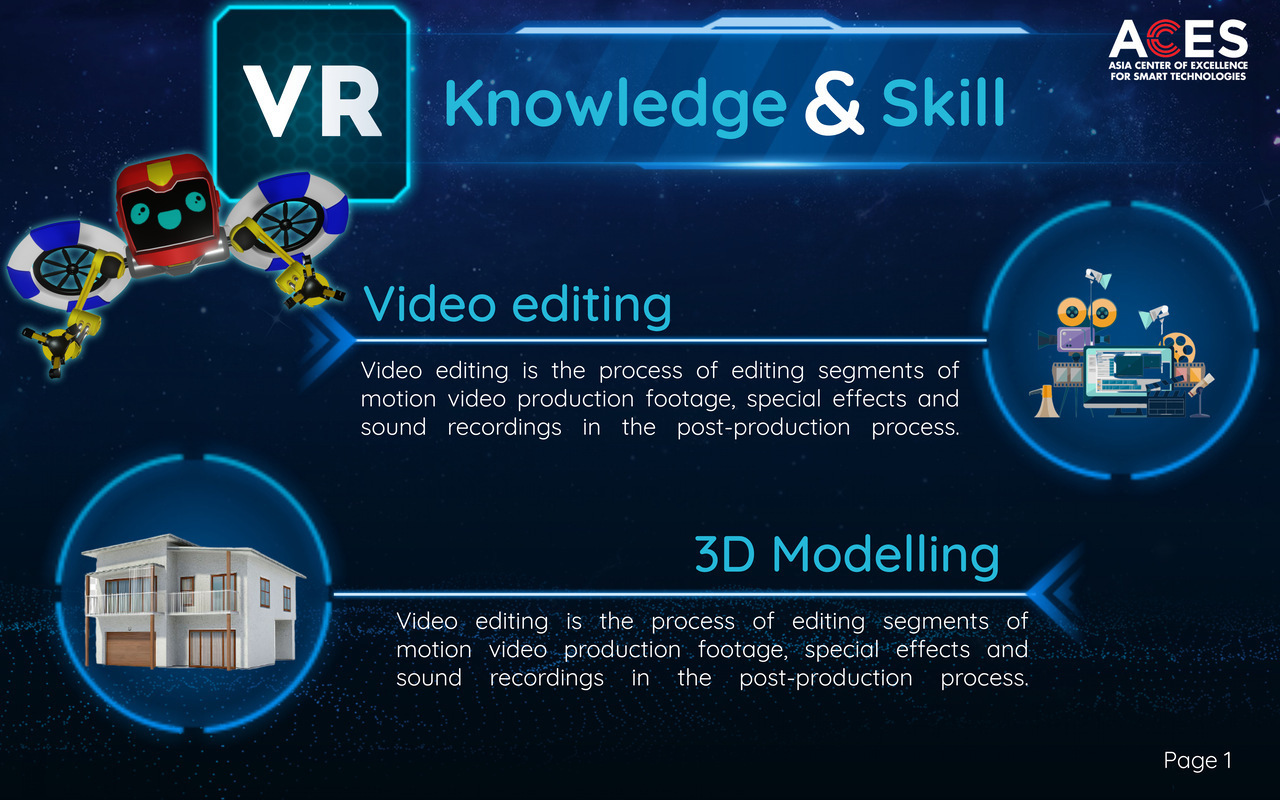 VR
Knowledge & Skill
ACES
ASIA CENTER OF EXCELLENCE
FOR SMART TECHNOLOGIES
Video editing
Video editing is the process of editing segments of
motion video production footage, special effects and
sound recordings in the post-production process.
3D Modelling
Video editing is the process of editing segments of
motion video production footage, special effects and
sound recordings in the post-production process.
Page 1